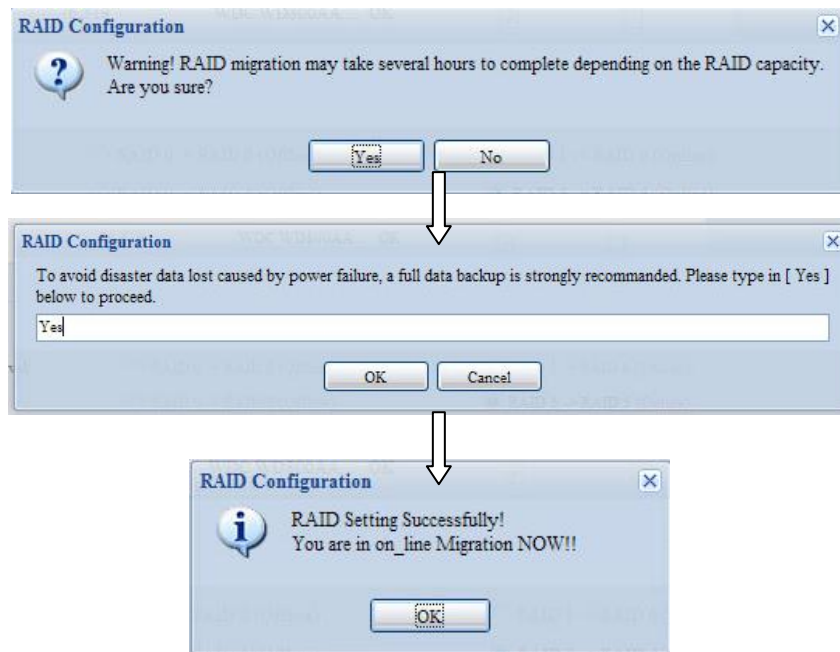 RAID Configuration
Warning! RAID migration may take several hours to complete depending on the RAID capacity.
Are you sure?
Yes
No
RAID Configuration
To avoid disaster data lost caused by power failure, a full data backup is strongly recommanded. Please type in [ Yes ]
below to proceed.
Yes
OK
Cancel
RAID Configuration
RAID Setting Successfully!
You are in on_line Migration NOW!!
OK